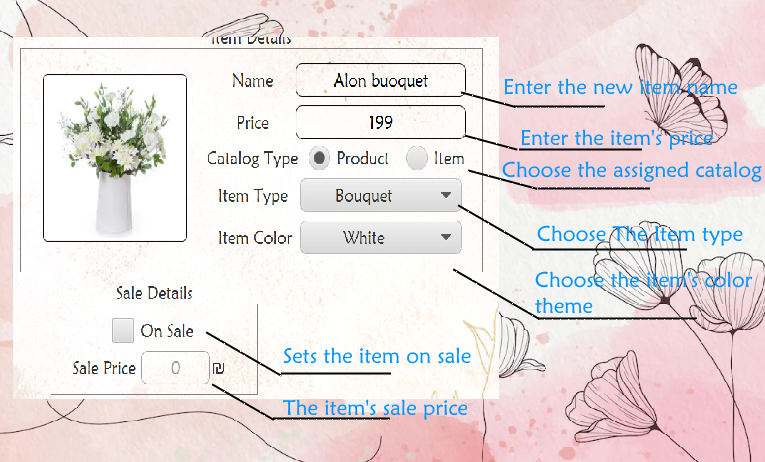 Item Details
Name Alon buoquet
Enter the new item name
Price 199
Enter the item's price
Catalog Type Product Item
Choose the assigned catalog
Item Type Bouquet
Choose The Item type
Item Color White
Choose the item's color
theme
Sale Details
On Sale
Sets the item on sale
Sale Price 0 ₪
The item's sale price